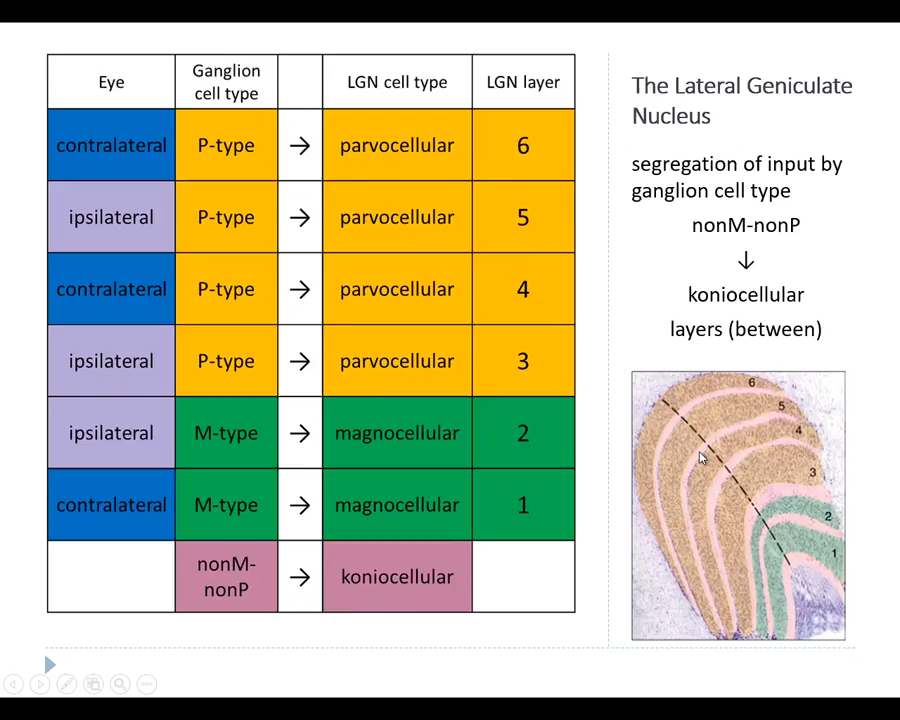 Eye
Ganglion
cell type
LGN cell type
LGN layer
contralateral
P-type
→
parvocellular
6
ipsilateral
P-type
→
parvocellular
5
contralateral
P-type
→
parvocellular
4
ipsilateral
P-type
→
parvocellular
3
ipsilateral
M-type
→
magnocellular
2
contralateral
M-type
→
magnocellular
1
nonM-
nonP
→
koniocellular
The Lateral Geniculate
Nucleus
segregation of input by
ganglion cell type
nonM-nonP
↓
koniocellular
layers (between)
6
5
4
3
2
1